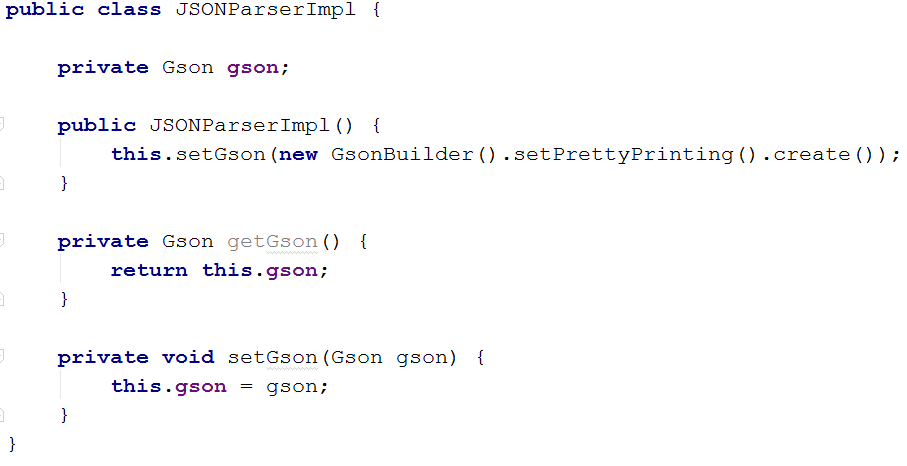 public class JSONParserImpl {
private Gson gson;
public JSONParserImpl() {
this.setGson(new GsonBuilder().setPrettyPrinting().create());
}
private Gson getGson() {
return this.gson;
}
private void setGson(Gson gson) {
this.gson = gson;
}
}